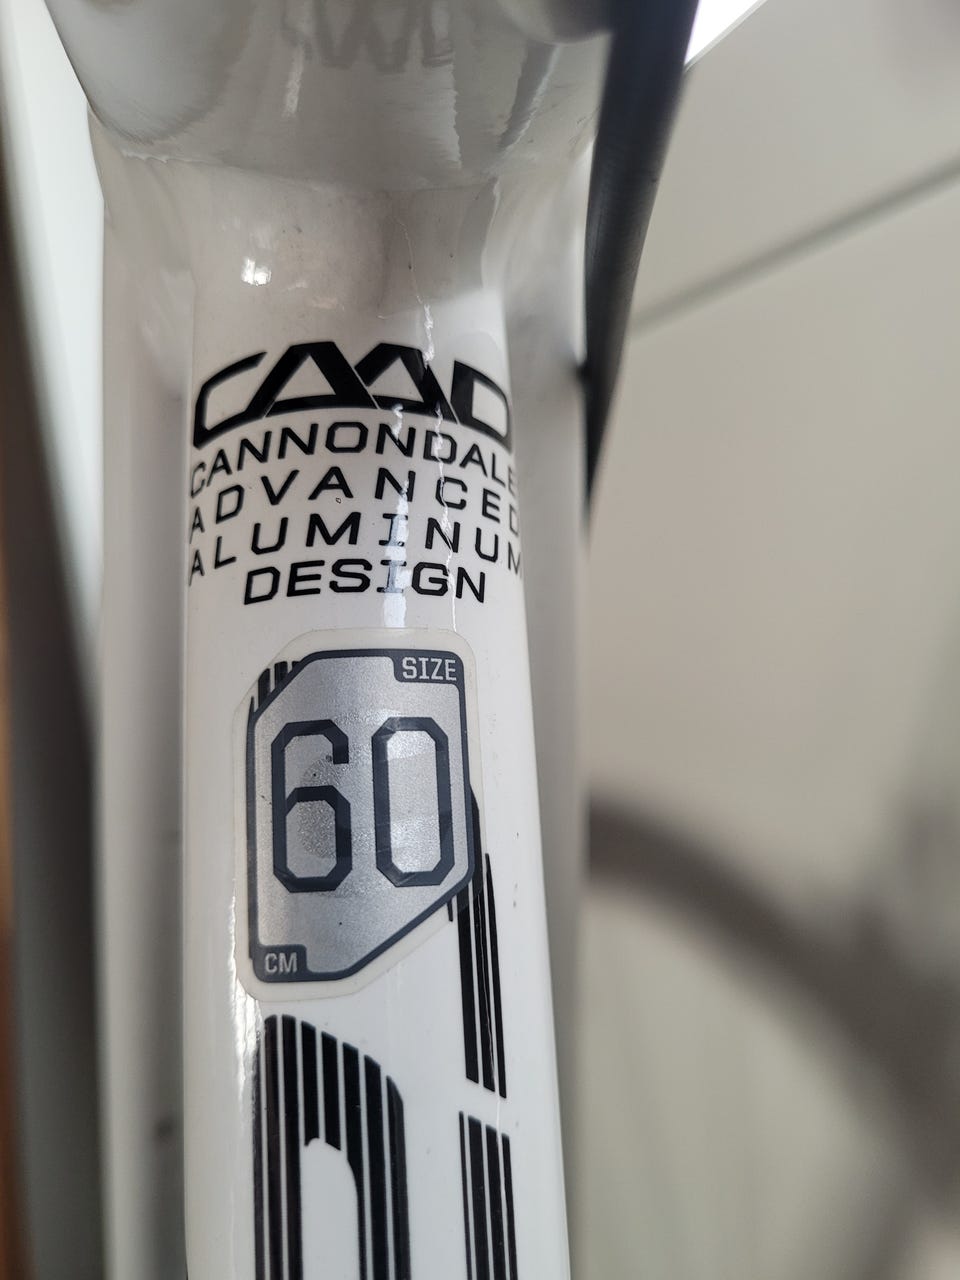 CAAD
CANNONDALE
ADVANCED
ALUMINUM
DESIGN
SIZE
60
CM